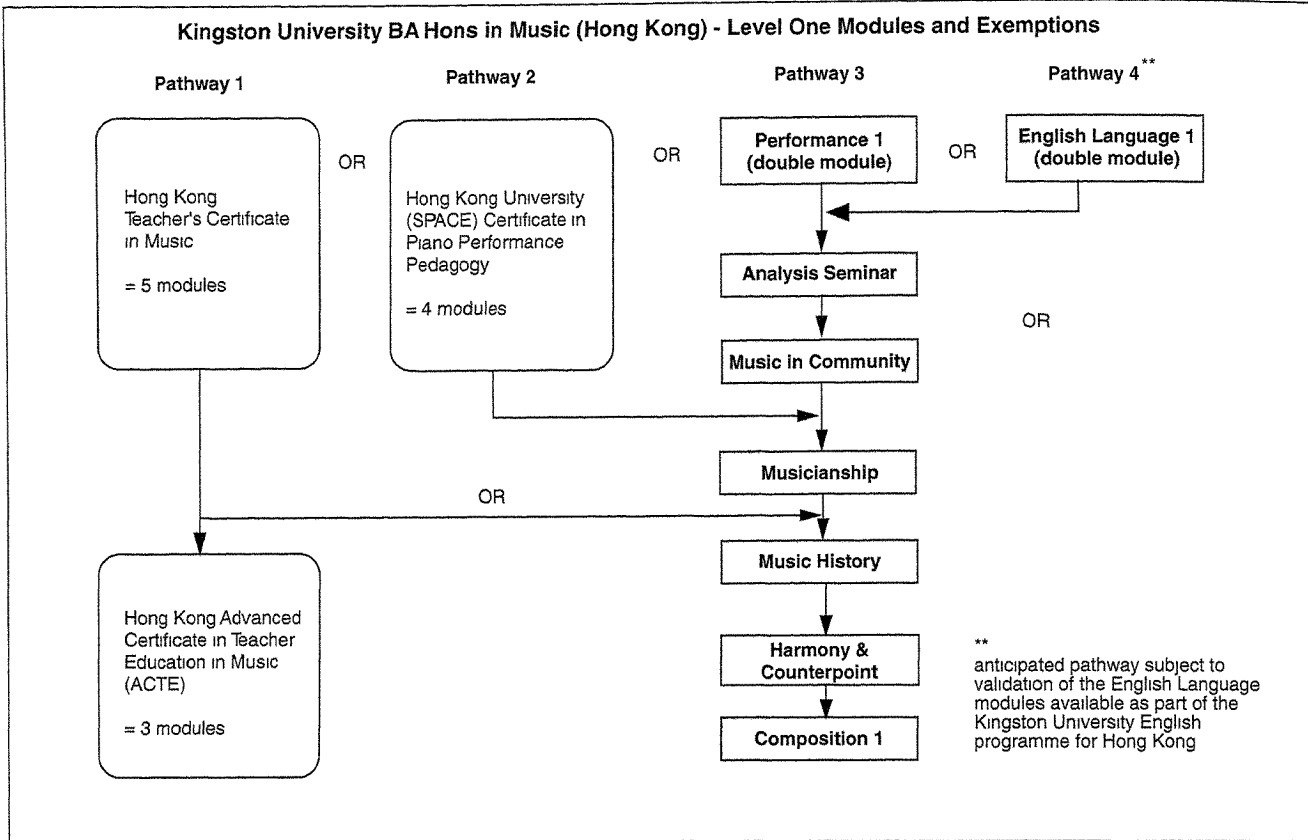 Kingston University BA Hons in Music (Hong Kong) - Level One Modules and Exemptions
Pathway 1
Pathway 2
Pathway 3
Pathway 4**
Hong Kong
Teacher's Certificate
in Music
= 5 modules
OR
Hong Kong University
(SPACE) Certificate in
Piano Performance
Pedagogy
= 4 modules
OR
Performance 1
(double module)
OR
English Language 1
(double module)
Analysis Seminar
OR
Music in Community
Musicianship
OR
Music History
Hong Kong Advanced
Certificate in Teacher
Education in Music
(ACTE)
= 3 modules
Harmony &
Counterpoint
Composition 1
**
anticipated pathway subject to
validation of the English Language
modules available as part of the
Kingston University English
programme for Hong Kong